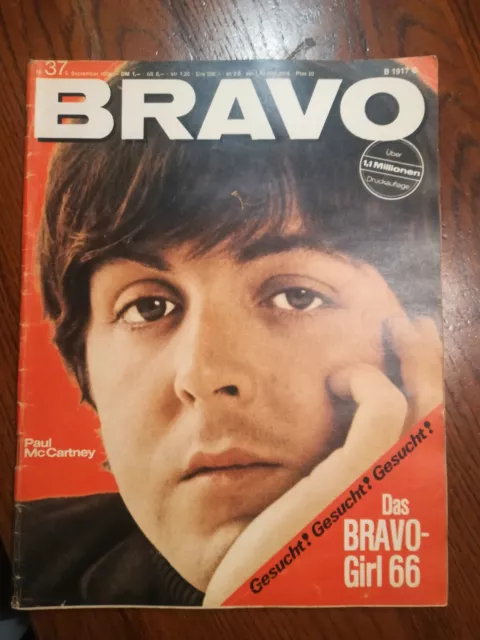 37
B 1917 C
BRAVO
Über
1,1 Millionen
Druckauflage
Paul
McCartney
Gesucht! Gesucht! Gesucht!
Das
BRAVO-
Girl 66